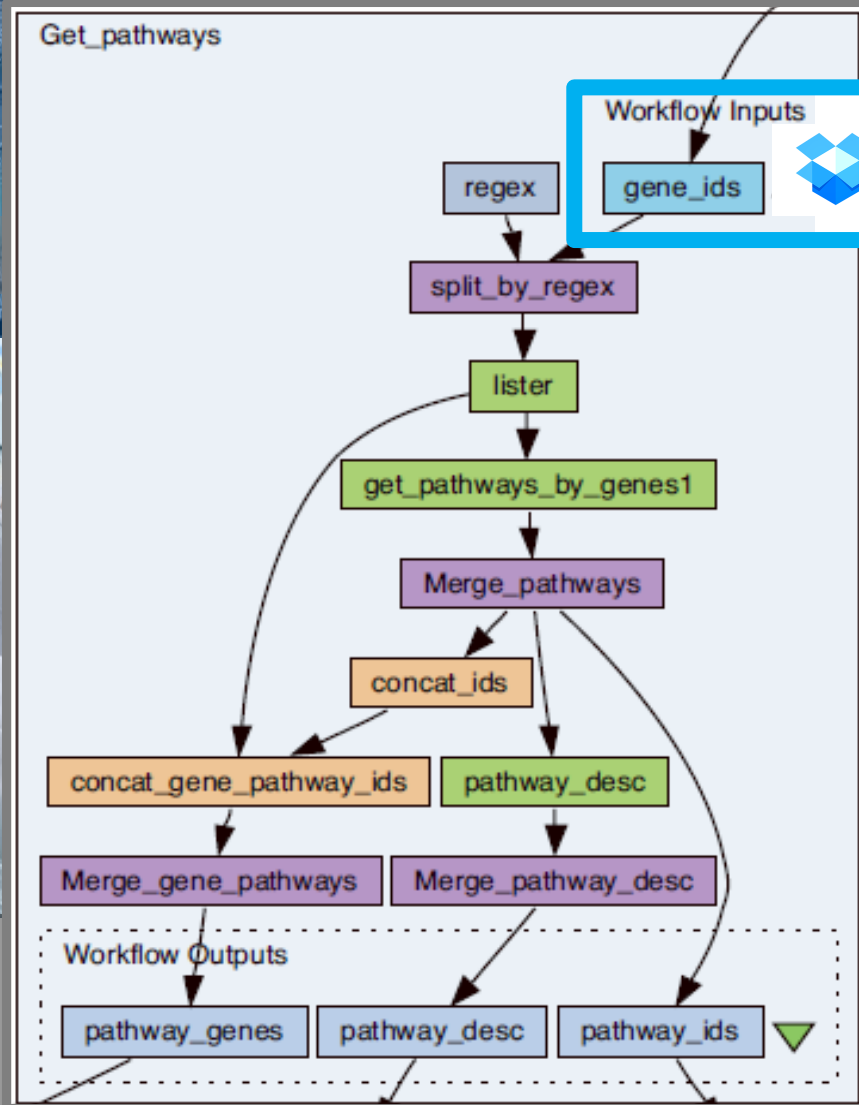 Get_pathways
Workflow Inputs
regex
gene_ids
split_by_regex
lister
get_pathways_by_genes1
Merge_pathways
concat_ids
concat_gene_pathway_ids
pathway_desc
Merge_gene_pathways
Merge_pathway_desc
Workflow Outputs
pathway_genes
pathway_desc
pathway_ids